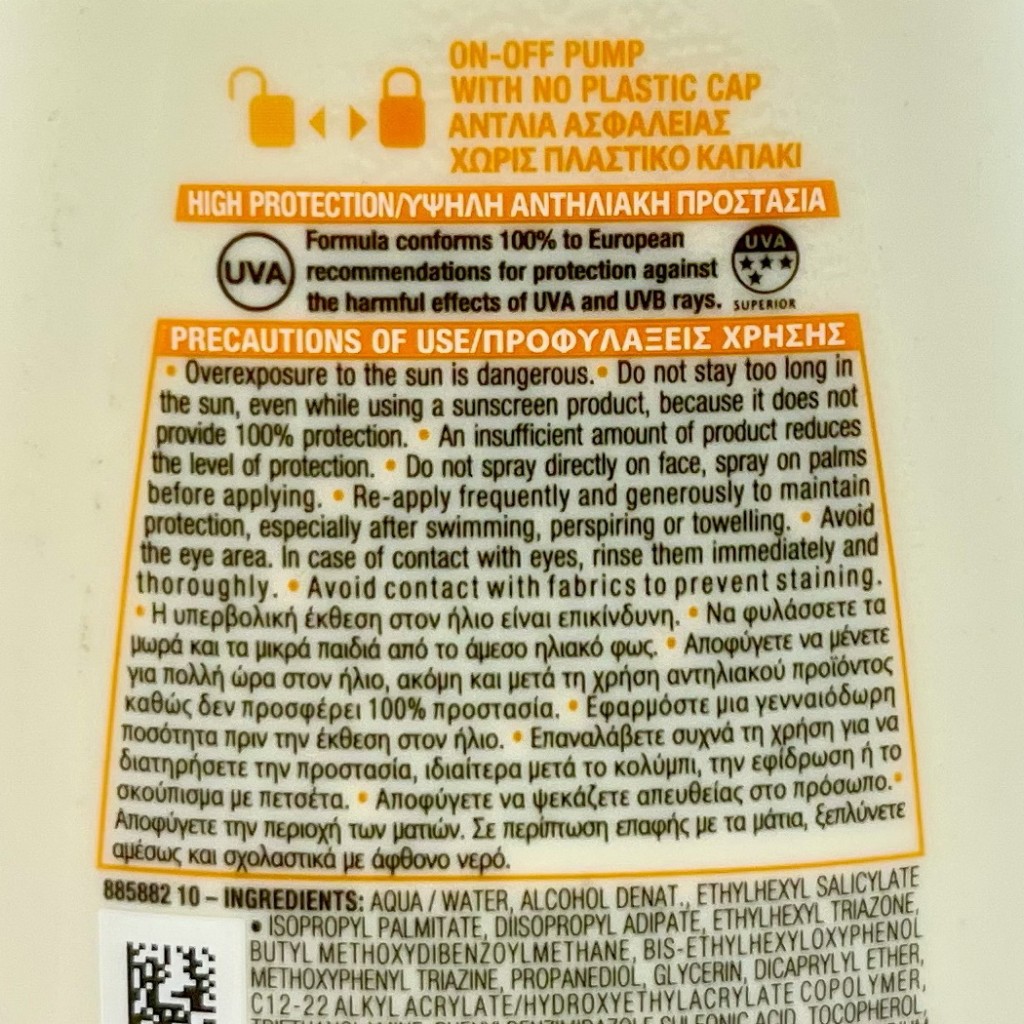 ON-OFF PUMP
WITH NO PLASTIC CAP
ΑΝΤΛΙΑ ΑΣΦΑΛΕΙΑΣ
ΧΩΡΙΣ ΠΛΑΣΤΙΚΟ ΚΑΠΑΚΙ
HIGH PROTECTION/ΥΨΗΛΗ ΑΝΤΗΛΙΑΚΗ ΠΡΟΣΤΑΣΙΑ
UVA
Formula conforms 100% to European
recommendations for protection against
the harmful effects of UVA and UVB rays.
UVA
SUPERIOR
PRECAUTIONS OF USE/ΠΡΟΦΥΛΑΞΕΙΣ ΧΡΗΣΗΣ
• Overexposure to the sun is dangerous. • Do not stay too long in
the sun, even while using a sunscreen product, because it does not
provide 100% protection. • An insufficient amount of product reduces
the level of protection. • Do not spray directly on face, spray on palms
before applying. • Re-apply frequently and generously to maintain
protection, especially after swimming, perspiring or towelling. • Avoid
the eye area. In case of contact with eyes, rinse them immediately and
thoroughly. • Avoid contact with fabrics to prevent staining.
• Η υπερβολική έκθεση στον ήλιο είναι επικίνδυνη. • Να φυλάσσετε τα
μωρά και τα μικρά παιδιά από το άμεσο ηλιακό φως. • Αποφύγετε να μένετε
για πολλή ώρα στον ήλιο, ακόμη και μετά τη χρήση αντηλιακού προϊόντος
καθώς δεν προσφέρει 100% προστασία. • Εφαρμόστε μια γενναιόδωρη
ποσότητα πριν την έκθεση στον ήλιο. • Επαναλάβετε συχνά τη χρήση για να
διατηρήσετε την προστασία, ιδιαίτερα μετά το κολύμπι, την εφίδρωση ή το
σκούπισμα με πετσέτα. • Αποφύγετε να ψεκάζετε απευθείας στο πρόσωπο. •
Αποφύγετε την περιοχή των ματιών. Σε περίπτωση επαφής με τα μάτια, ξεπλύνετε
αμέσως και σχολαστικά με άφθονο νερό.
885882 10 – INGREDIENTS: AQUA / WATER, ALCOHOL DENAT., ETHYLHEXYL SALICYLATE
• ISOPROPYL PALMITATE, DIISOPROPYL ADIPATE, ETHYLHEXYL TRIAZONE,
BUTYL METHOXYDIBENZOYLMETHANE, BIS-ETHYLHEXYLOXYPHENOL
METHOXYPHENYL TRIAZINE, PROPANEDIOL, GLYCERIN, DICAPRYLYL ETHER,
C12-22 ALKYL ACRYLATE/HYDROXYETHYLACRYLATE COPOLYMER,
SULFONIC ACID, TOCOPHEROL,